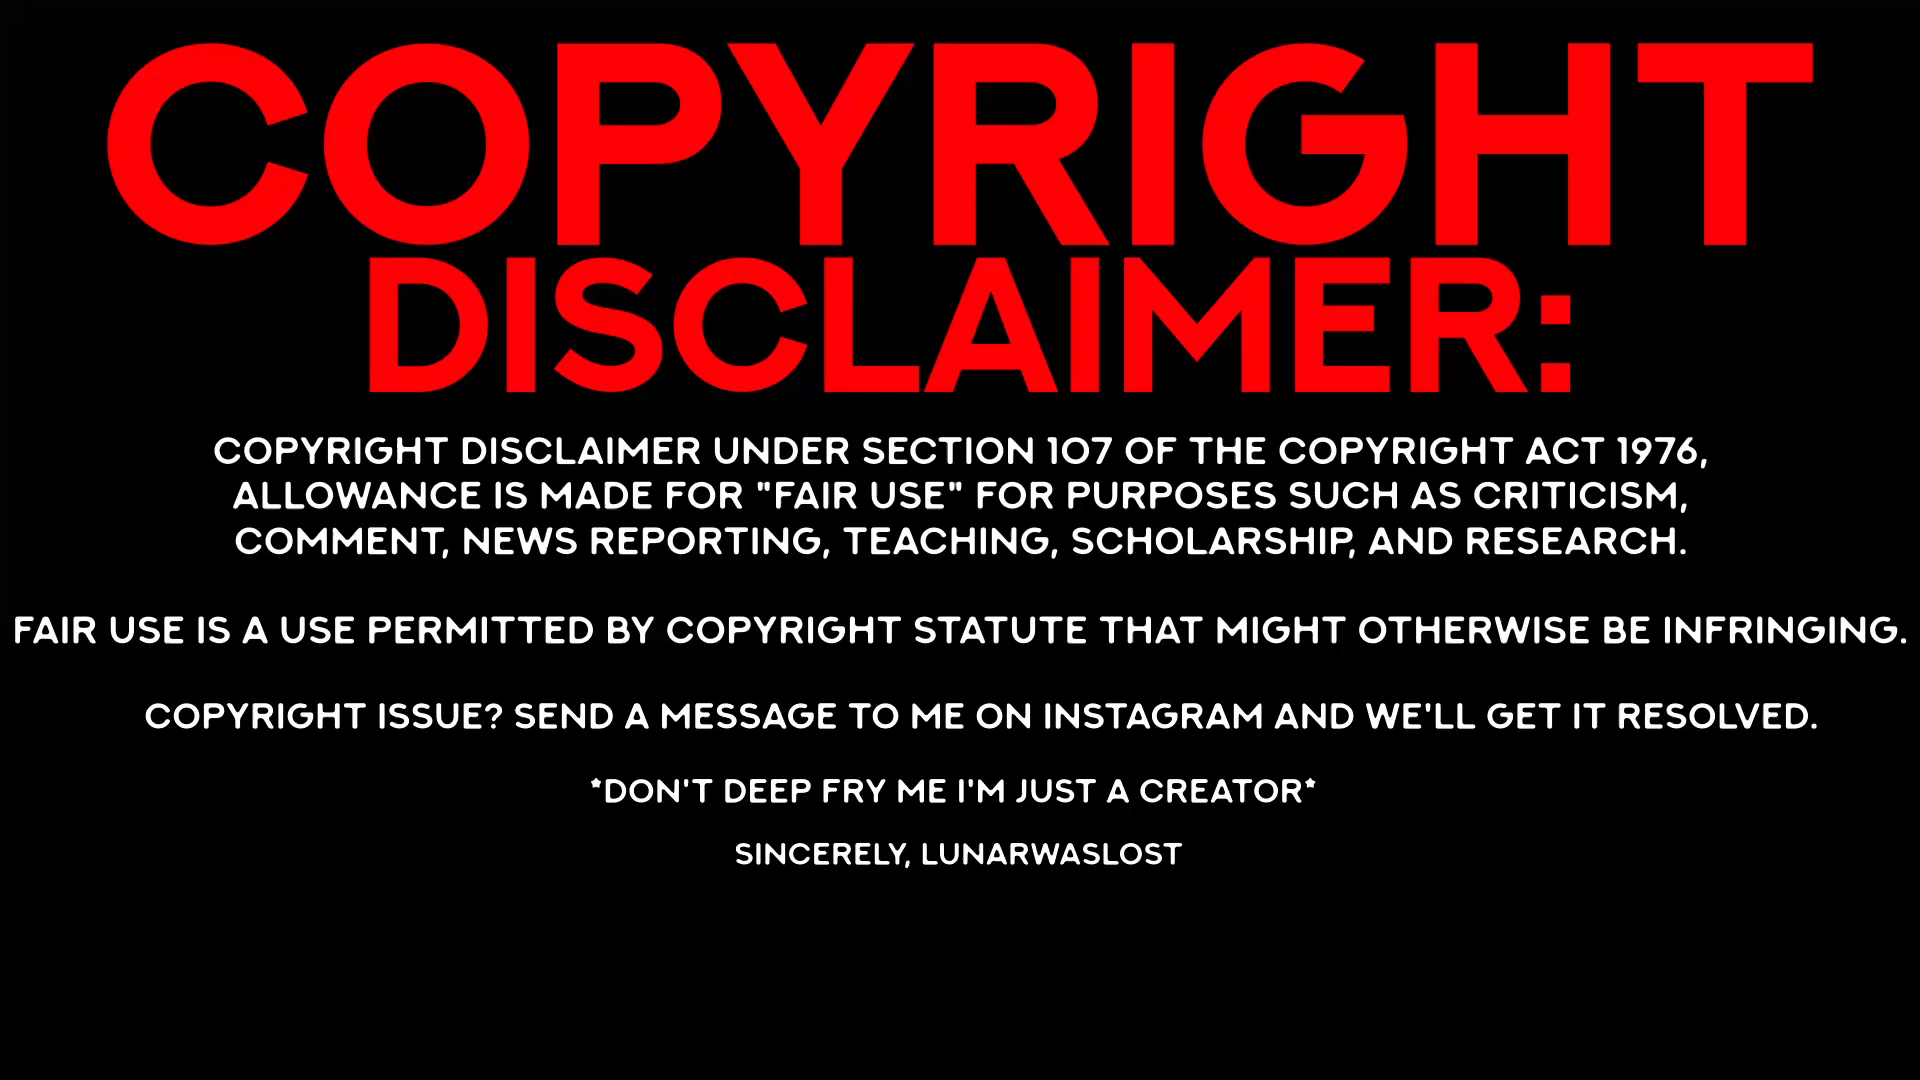 COPYRIGHT
DISCLAIMER:
COPYRIGHT DISCLAIMER UNDER SECTION 107 OF THE COPYRIGHT ACT 1976,
ALLOWANCE IS MADE FOR "FAIR USE" FOR PURPOSES SUCH AS CRITICISM,
COMMENT, NEWS REPORTING, TEACHING, SCHOLARSHIP, AND RESEARCH.
FAIR USE IS A USE PERMITTED BY COPYRIGHT STATUTE THAT MIGHT OTHERWISE BE INFRINGING.
COPYRIGHT ISSUE? SEND A MESSAGE TO ME ON INSTAGRAM AND WE'LL GET IT RESOLVED.
*DON'T DEEP FRY ME I'M JUST A CREATOR*
SINCERELY, LUNARWASLOST